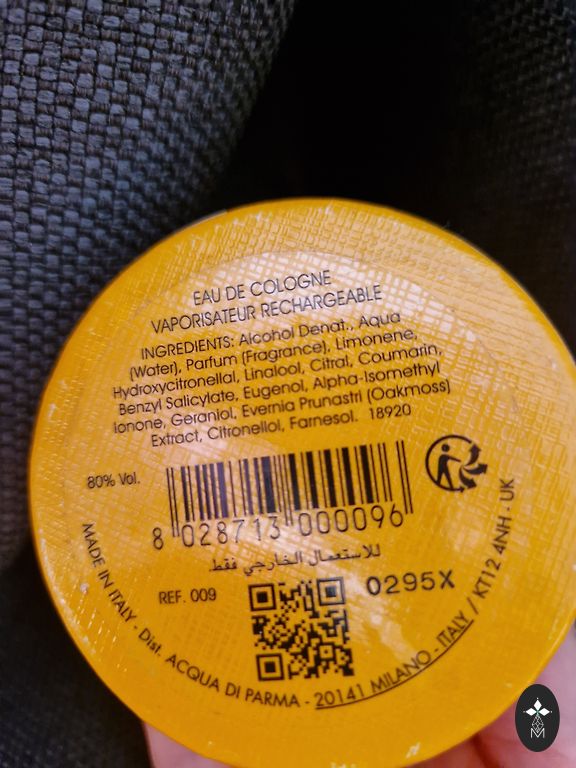 EAU DE COLOGNE
VAPORISATEUR RECHARGEABLE
INGREDIENTS: Alcohol Denat., Aqua
(Water), Parfum (Fragrance), Limonene,
Hydroxycitronellal, Linalool, Citral, Coumarin,
Benzyl Salicylate, Eugenol, Alpha-Isomethyl
Ionone, Geraniol, Evernia Prunastri (Oakmoss)
Extract, Citronellol, Farnesol. 18920
80% Vol.
8 028713 000096
للاستعمال الخارجي فقط
REF. 009
0295X
MADE IN ITALY - Dist. ACQUA DI PARMA - 20141 MILANO - ITALY / KT12 4NH - UK
M